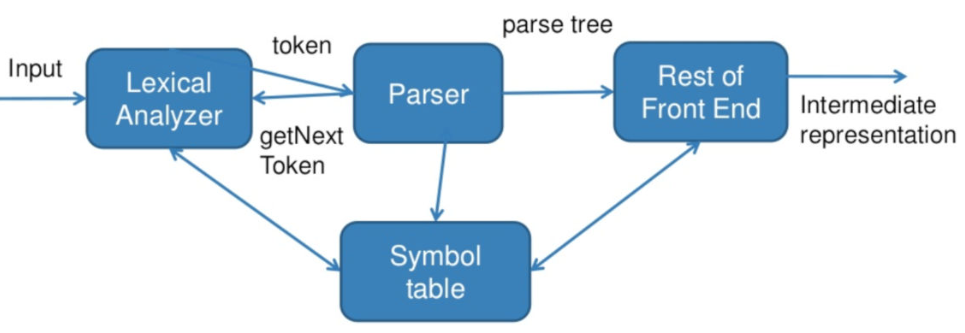 Input
Lexical
Analyzer
token
getNext
Token
Parser
parse tree
Rest of
Front End
Intermediate
representation
Symbol
table